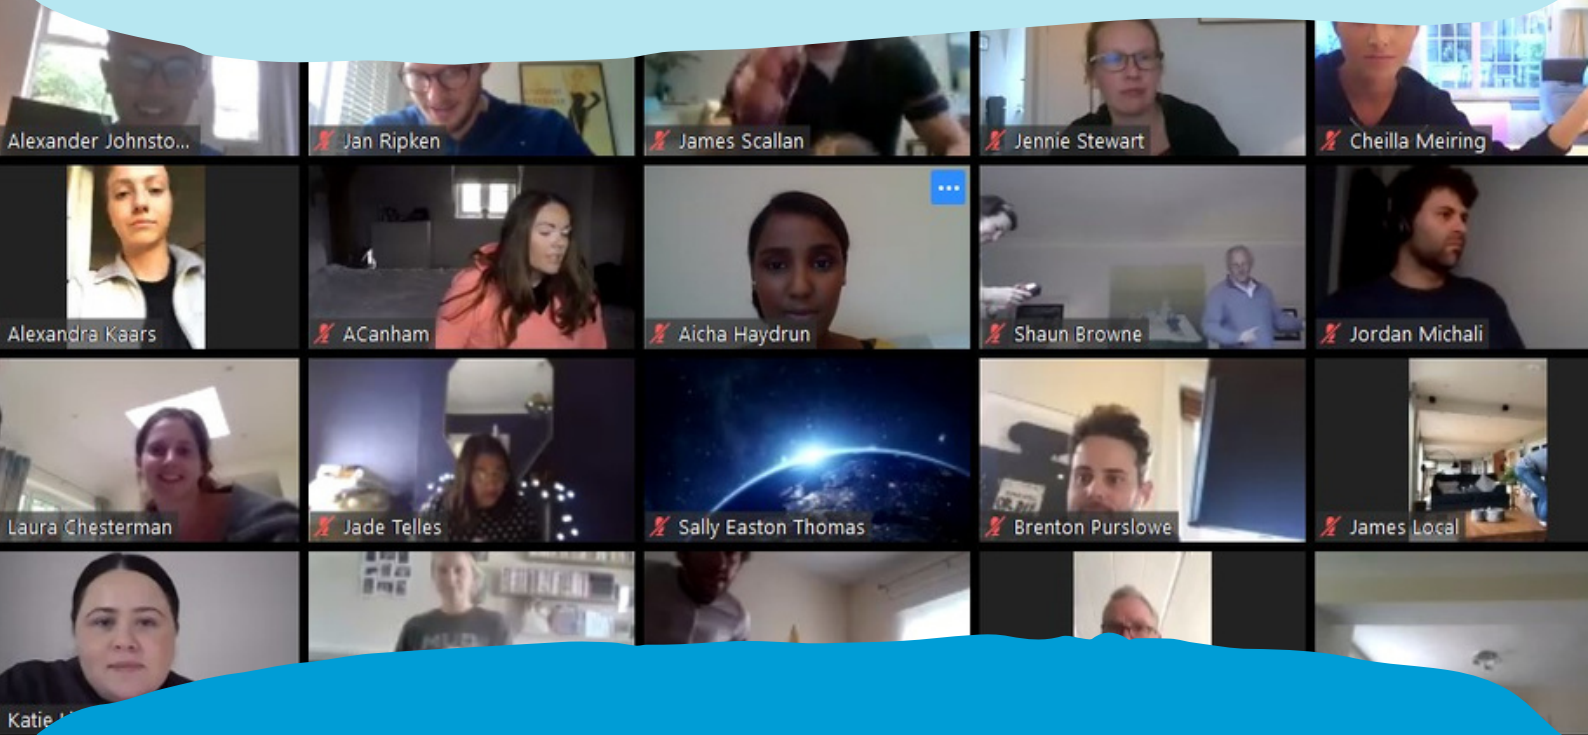 Alexander Johnsto...
Jan Ripken
James Scallan
Jennie Stewart
Cheilla Meiring
Alexandra Kaars
ACanham
Aicha Haydrun
Shaun Browne
Jordan Michali
Laura Chesterman
Jade Telles
Sally Easton Thomas
Brenton Purslowe
James Local
Katie